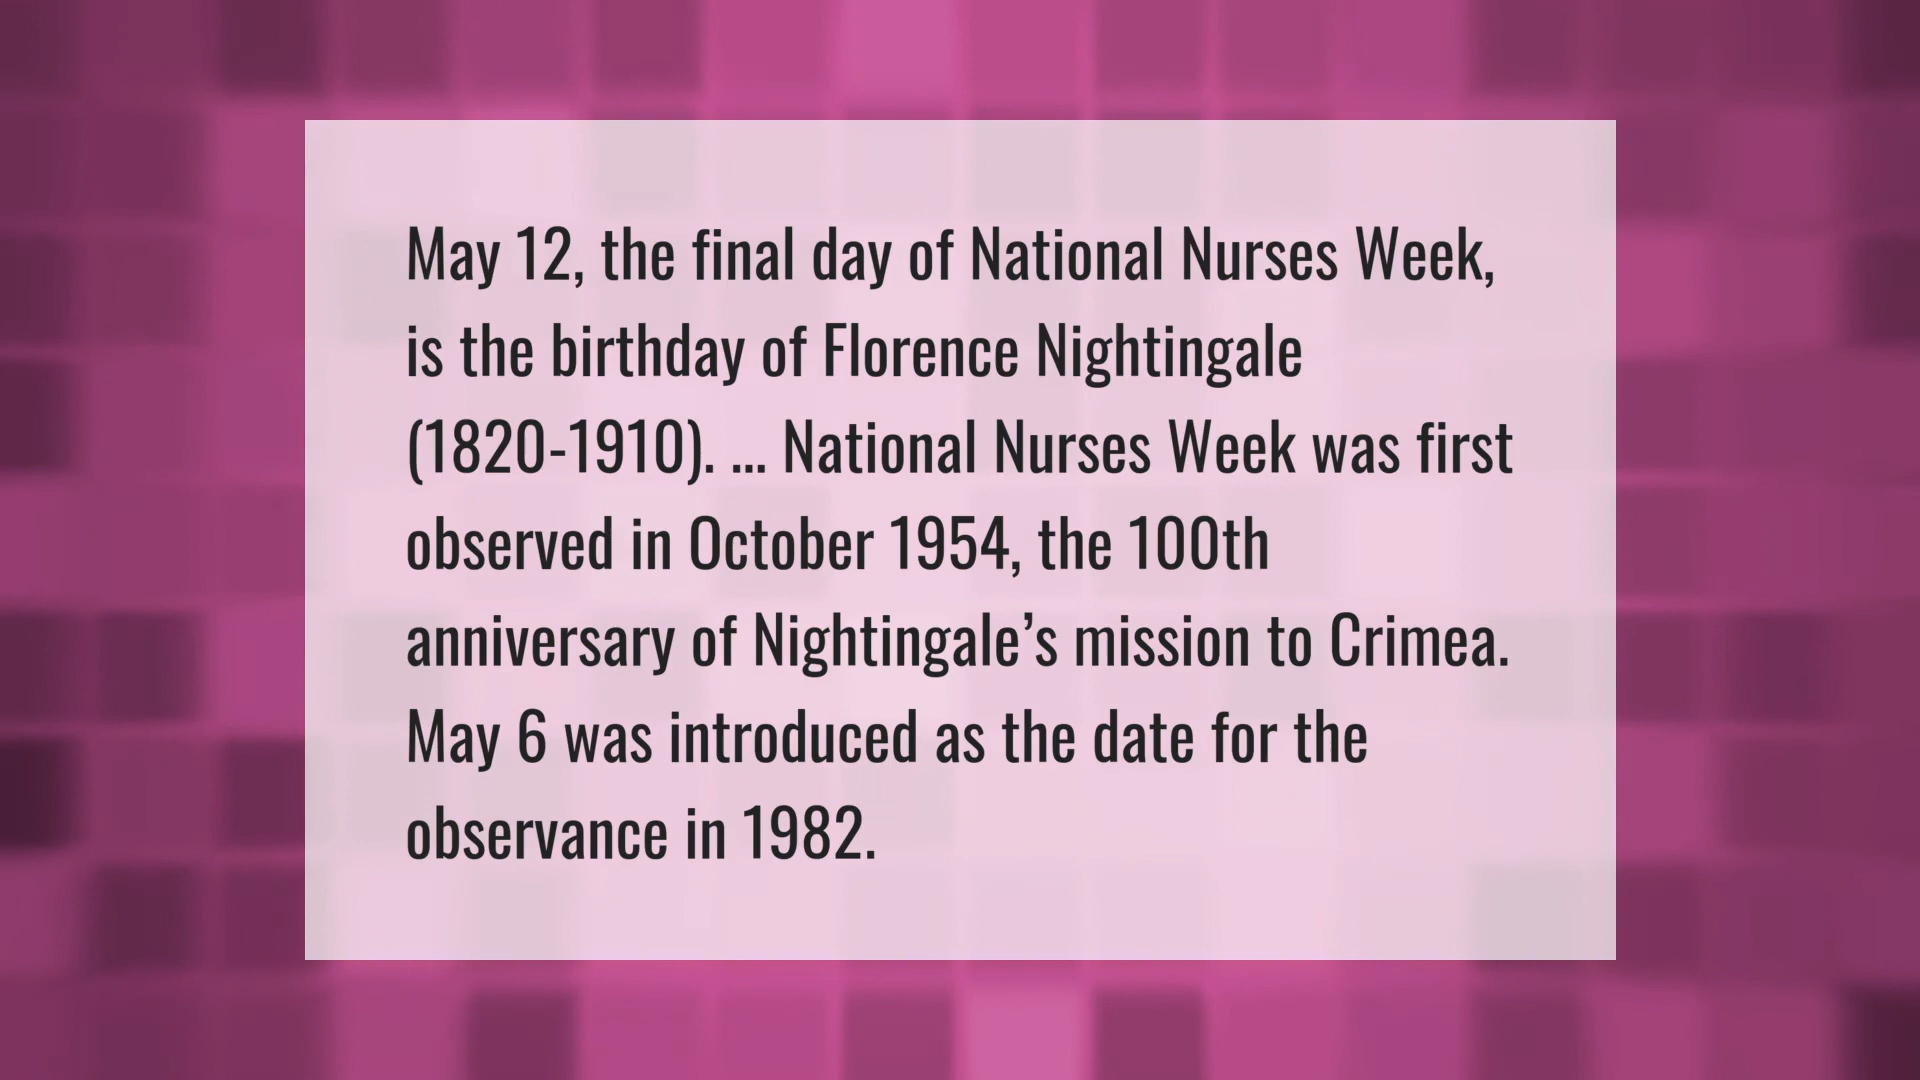 May 12, the final day of National Nurses Week,
is the birthday of Florence Nightingale
(1820-1910). ... National Nurses Week was first
observed in October 1954, the 100th
anniversary of Nightingale’s mission to Crimea.
May 6 was introduced as the date for the
observance in 1982.